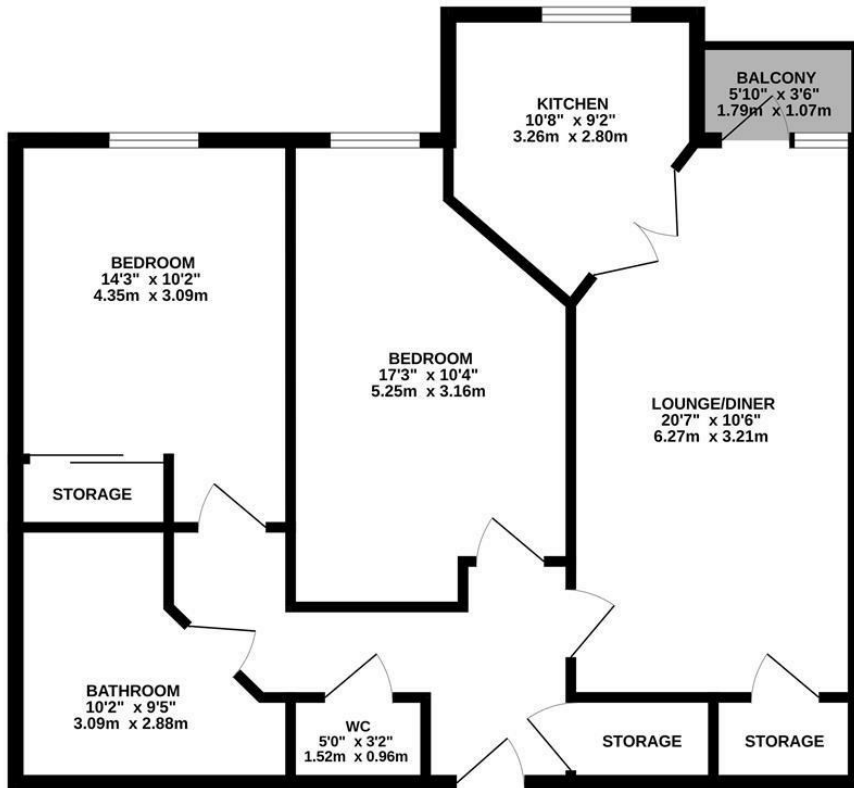 BALCONY
5'10" x 3'6"
1.79m x 1.07m
KITCHEN
10'8" x 9'2"
3.26m x 2.80m
BEDROOM
14'3" x 10'2"
4.35m x 3.09m
BEDROOM
17'3" x 10'4"
5.25m x 3.16m
LOUNGE/DINER
20'7" x 10'6"
6.27m x 3.21m
STORAGE
BATHROOM
10'2" x 9'5"
3.09m x 2.88m
WC
5'0" x 3'2"
1.52m x 0.96m
STORAGE
STORAGE